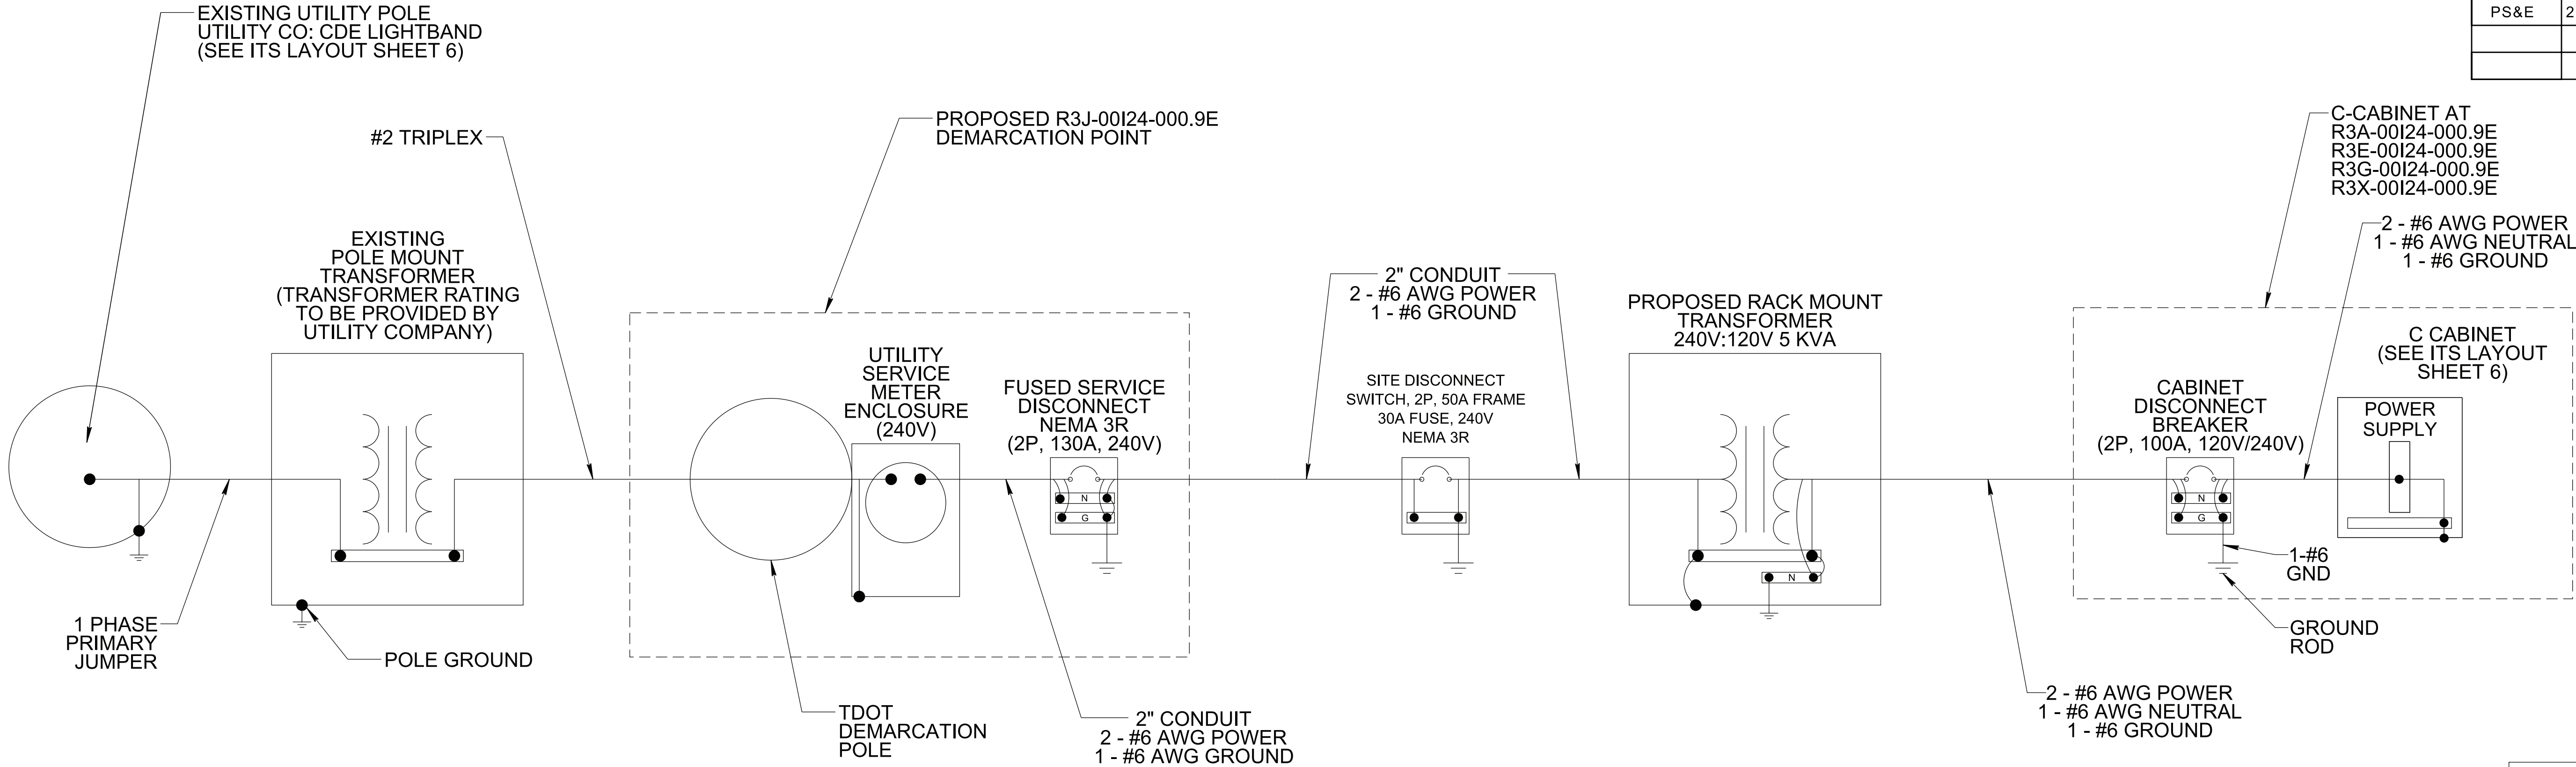 EXISTING UTILITY POLE
UTILITY CO: CDE LIGHTBAND
(SEE ITS LAYOUT SHEET 6)
PS&E
2
#2 TRIPLEX
PROPOSED R3J-00I24-000.9E
DEMARCATION POINT
C-CABINET AT
R3A-00I24-000.9E
R3E-00I24-000.9E
R3G-00I24-000.9E
R3X-00I24-000.9E
2 - #6 AWG POWER
1 - #6 AWG NEUTRAL
1 - #6 GROUND
EXISTING
POLE MOUNT
TRANSFORMER
(TRANSFORMER RATING
TO BE PROVIDED BY
UTILITY COMPANY)
UTILITY
SERVICE
METER
ENCLOSURE
(240V)
FUSED SERVICE
DISCONNECT
NEMA 3R
(2P, 130A, 240V)
N
G
2" CONDUIT
2 - #6 AWG POWER
1 - #6 GROUND
SITE DISCONNECT
SWITCH, 2P, 50A FRAME
30A FUSE, 240V
NEMA 3R
PROPOSED RACK MOUNT
TRANSFORMER
240V:120V 5 KVA
N
CABINET
DISCONNECT
BREAKER
(2P, 100A, 120V/240V)
N
G
C CABINET
(SEE ITS LAYOUT
SHEET 6)
POWER
SUPPLY
1-#6
GND
GROUND
ROD
1 PHASE
PRIMARY
JUMPER
POLE GROUND
TDOT
DEMARCATION
POLE
2" CONDUIT
2 - #6 AWG POWER
1 - #6 AWG GROUND
2 - #6 AWG POWER
1 - #6 AWG NEUTRAL
1 - #6 GROUND